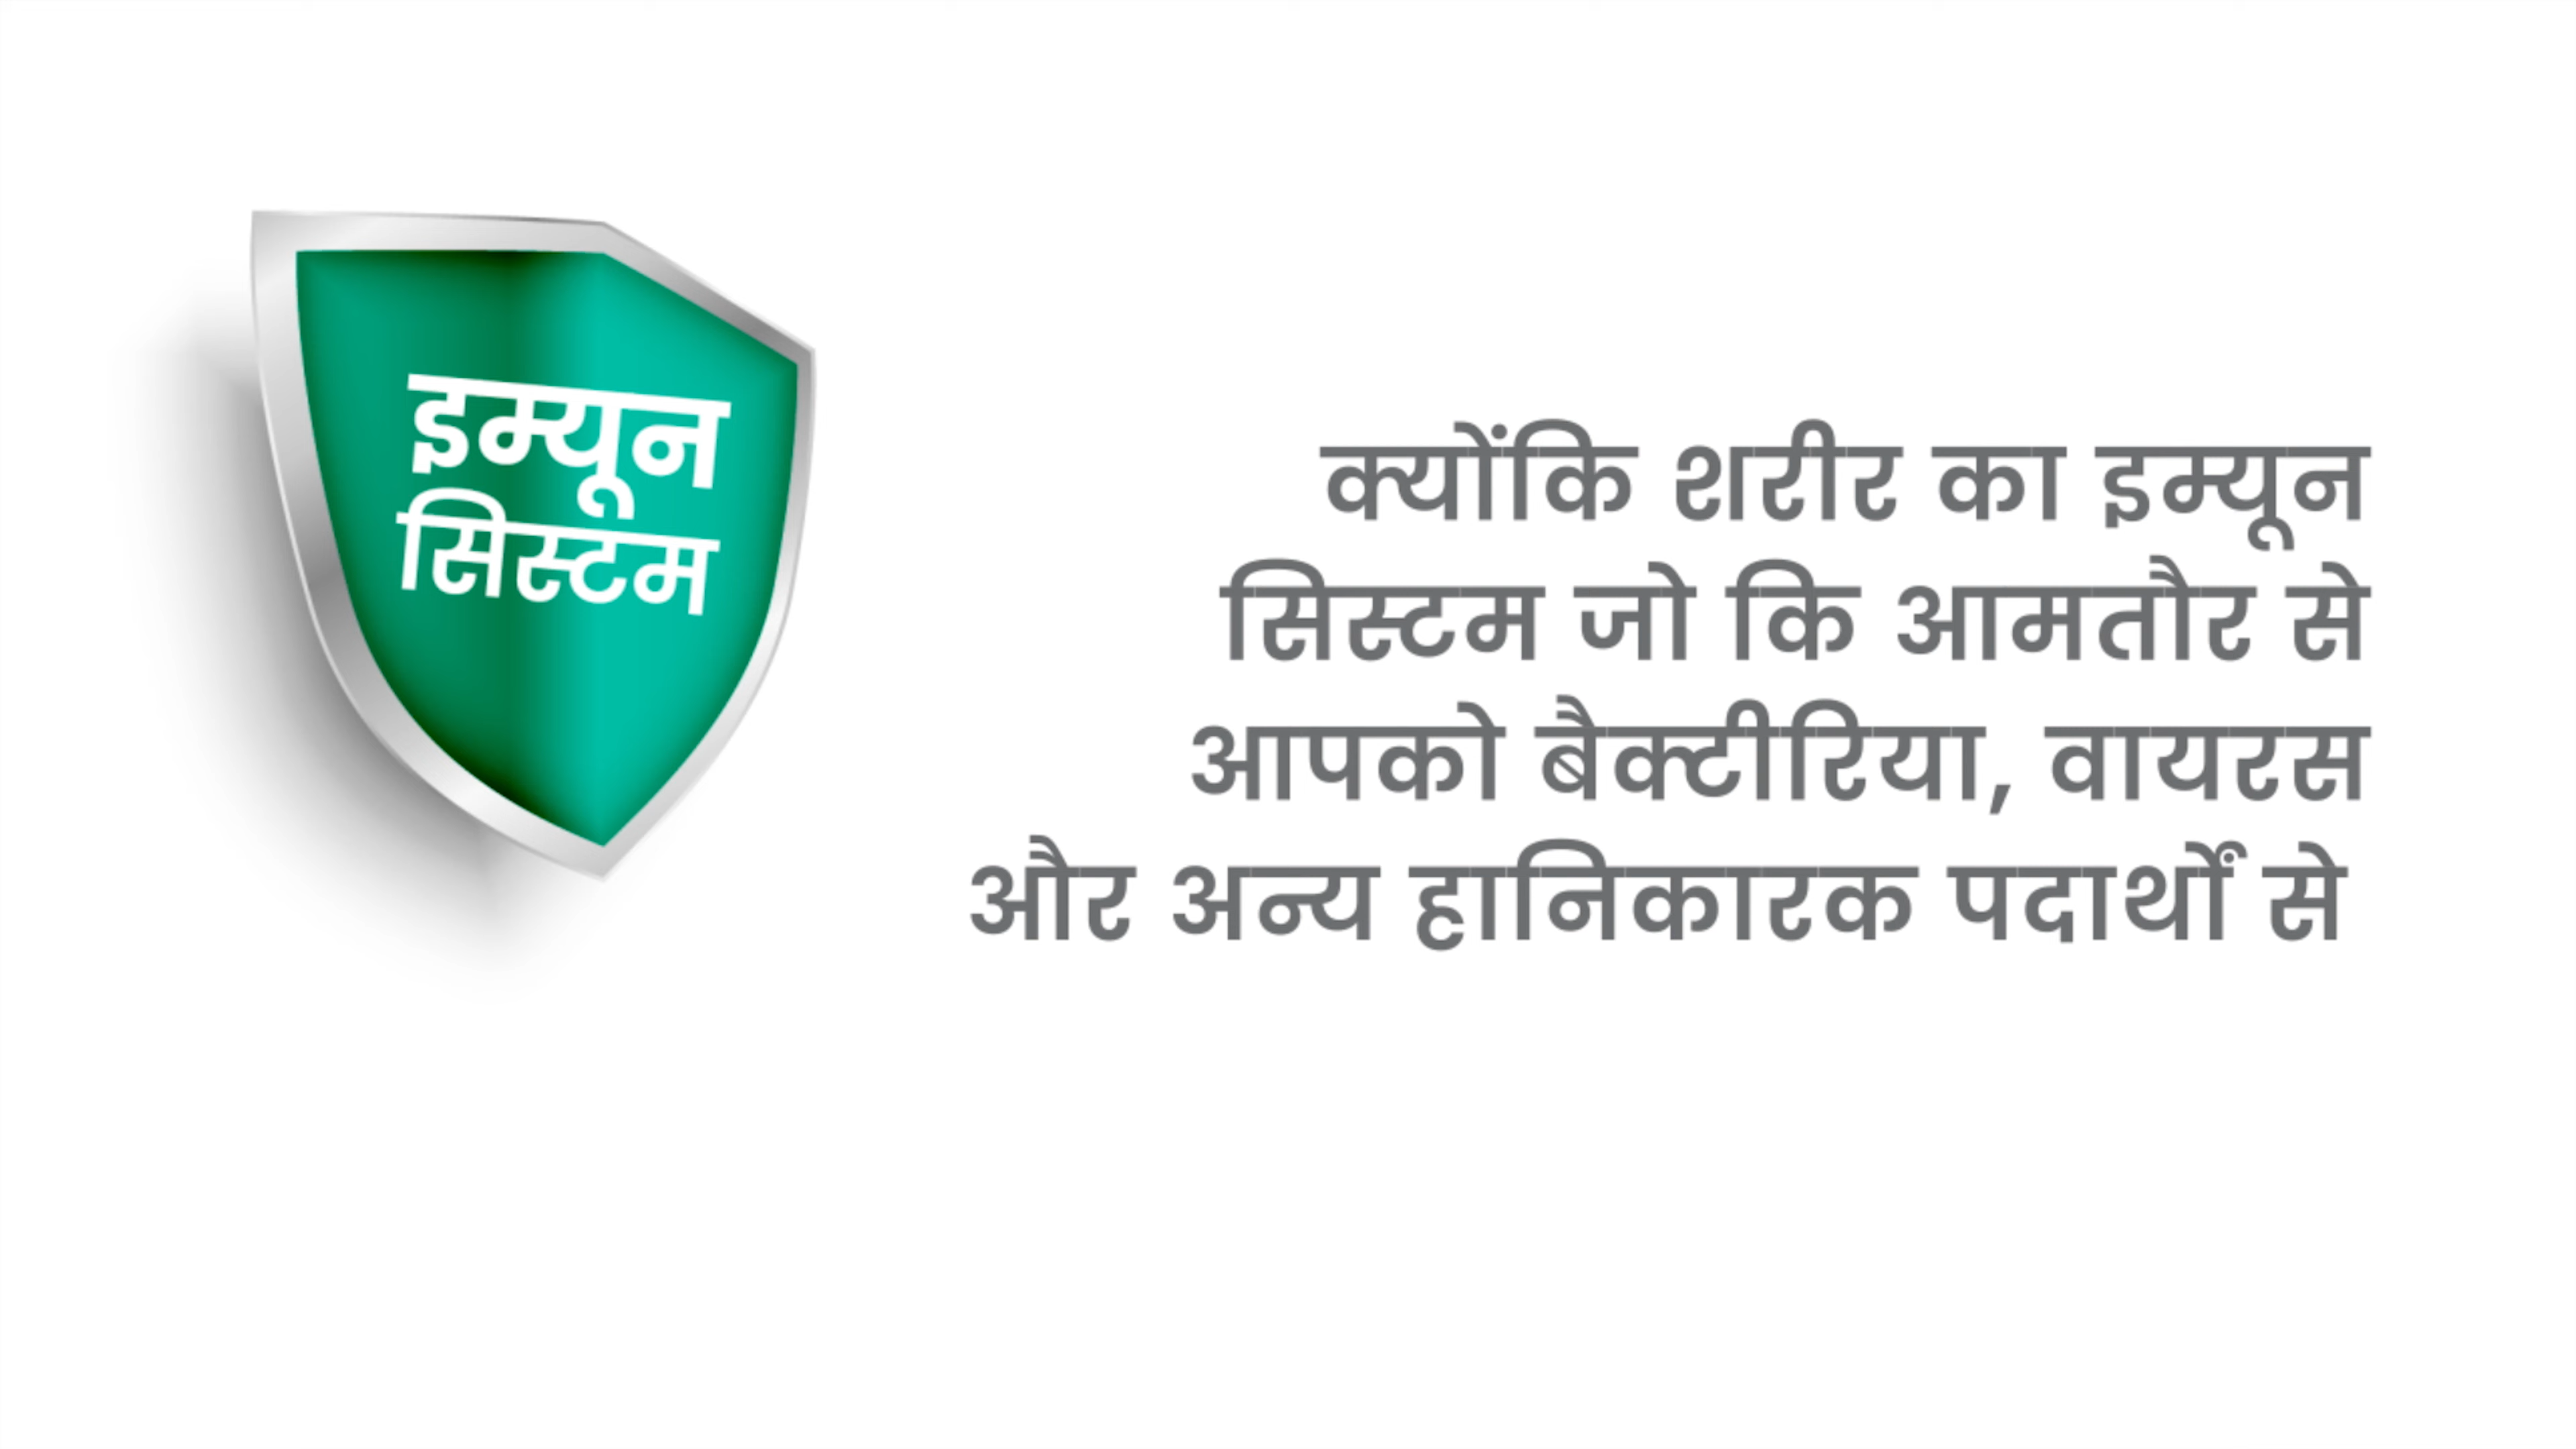 इम्यून
सिस्टम
क्योंकि शरीर का इम्यून
सिस्टम जो कि आमतौर से
आपको बैक्टीरिया, वायरस
और अन्य हानिकारक पदार्थों से